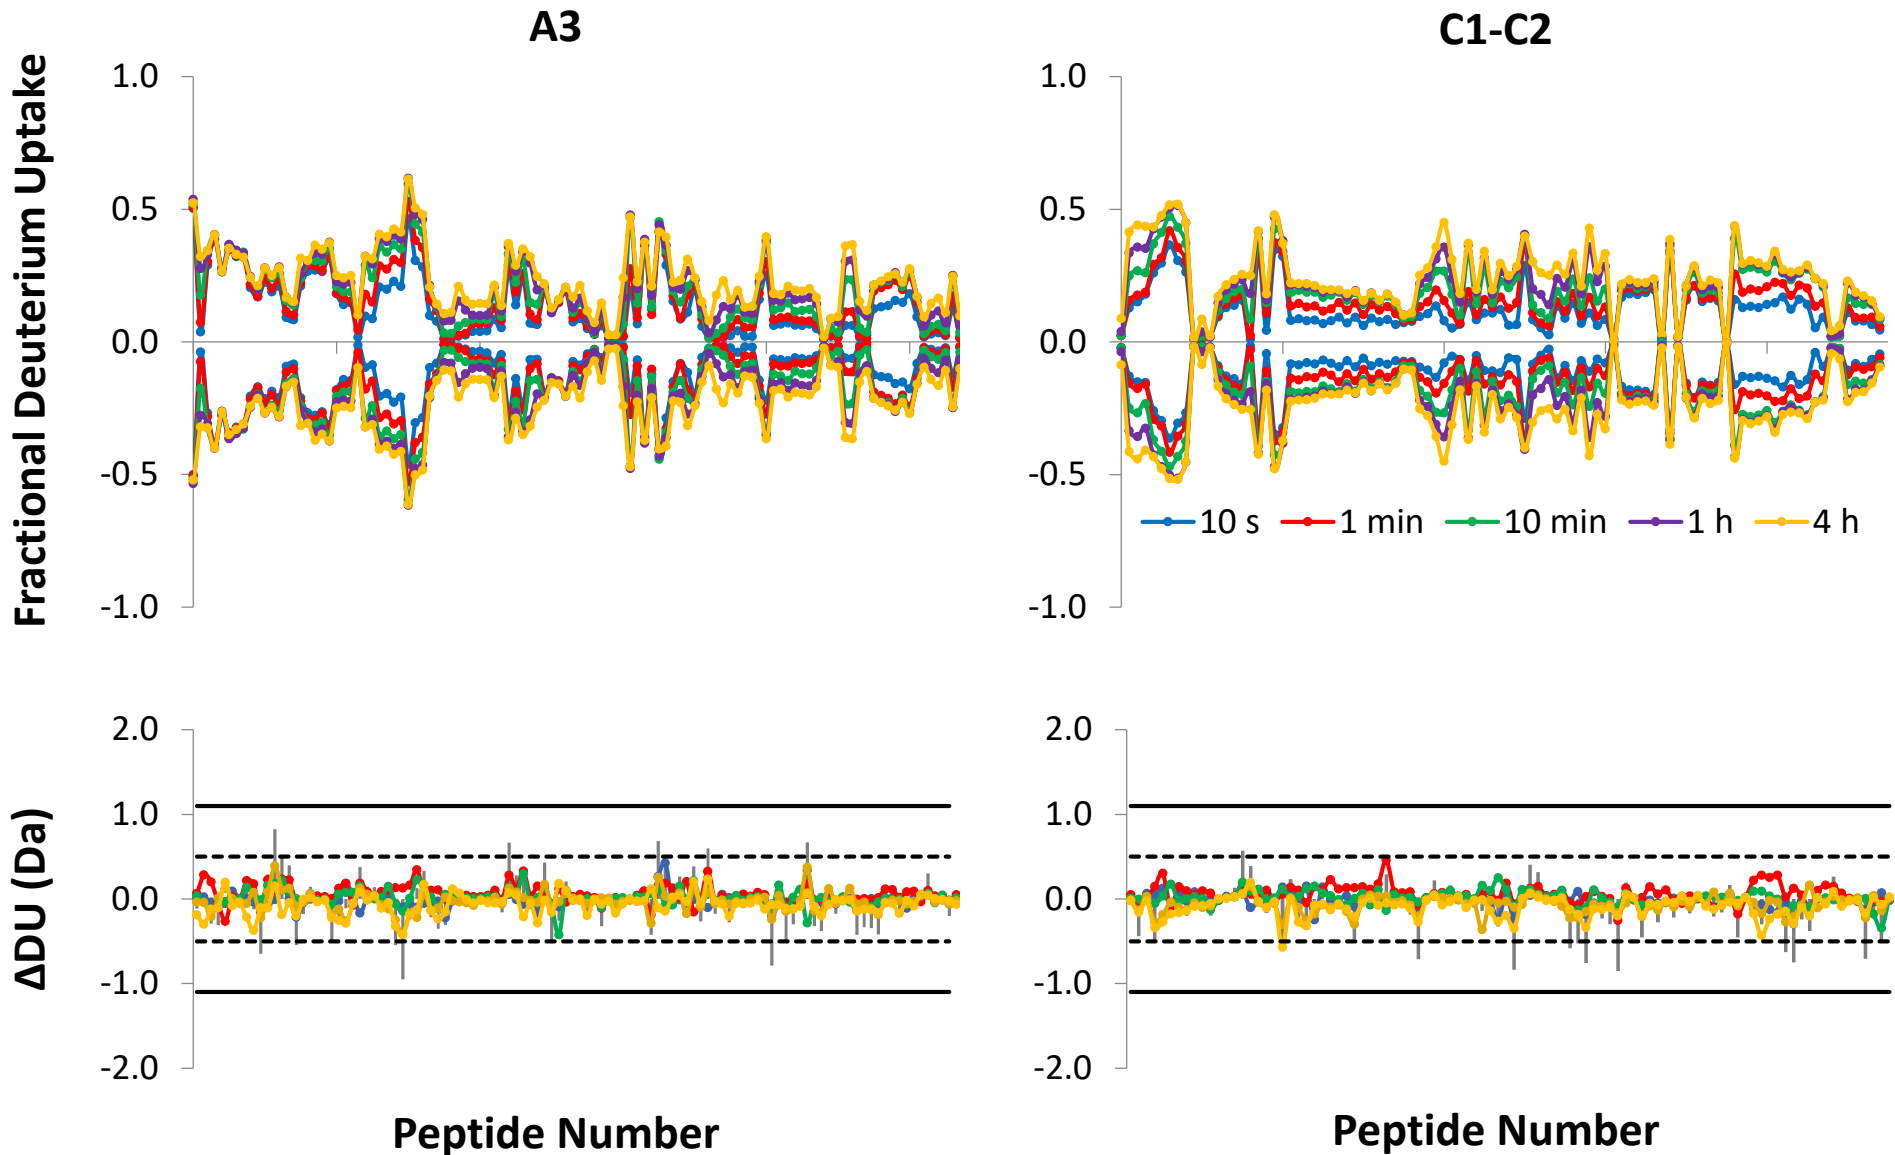 A3
C1-C2
Fractional Deuterium Uptake
1.0
0.5
0.0
-0.5
-1.0
1.0
0.5
0.0
-0.5
-1.0
10 s
1 min
10 min
1 h
4 h
ΔDU (Da)
2.0
1.0
0.0
-1.0
-2.0
2.0
1.0
0.0
-1.0
-2.0
Peptide Number
Peptide Number